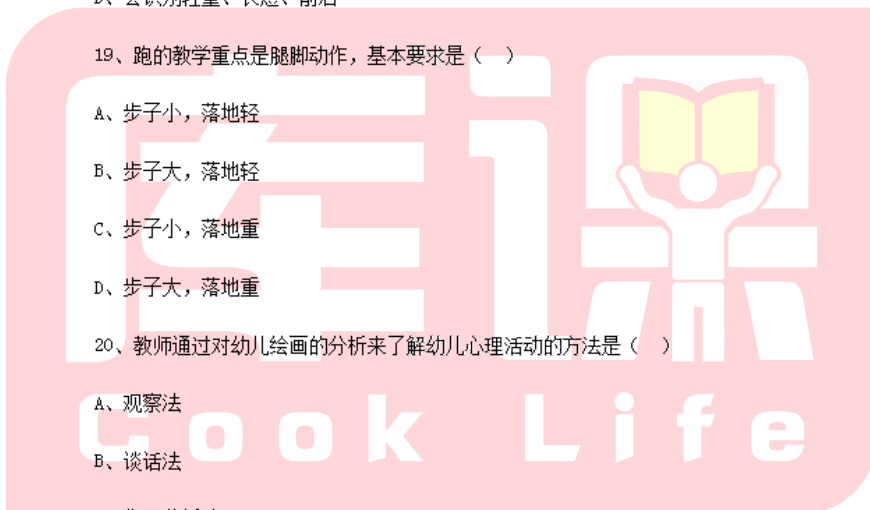 19、跑的教学重点是腿脚动作，基本要求是（ ）
A、步子小，落地轻
B、步子大，落地轻
C、步子小，落地重
D、步子大，落地重
20、教师通过对幼儿绘画的分析来了解幼儿心理活动的方法是（ ）
A、观察法
B、谈话法
库课
Cook Life